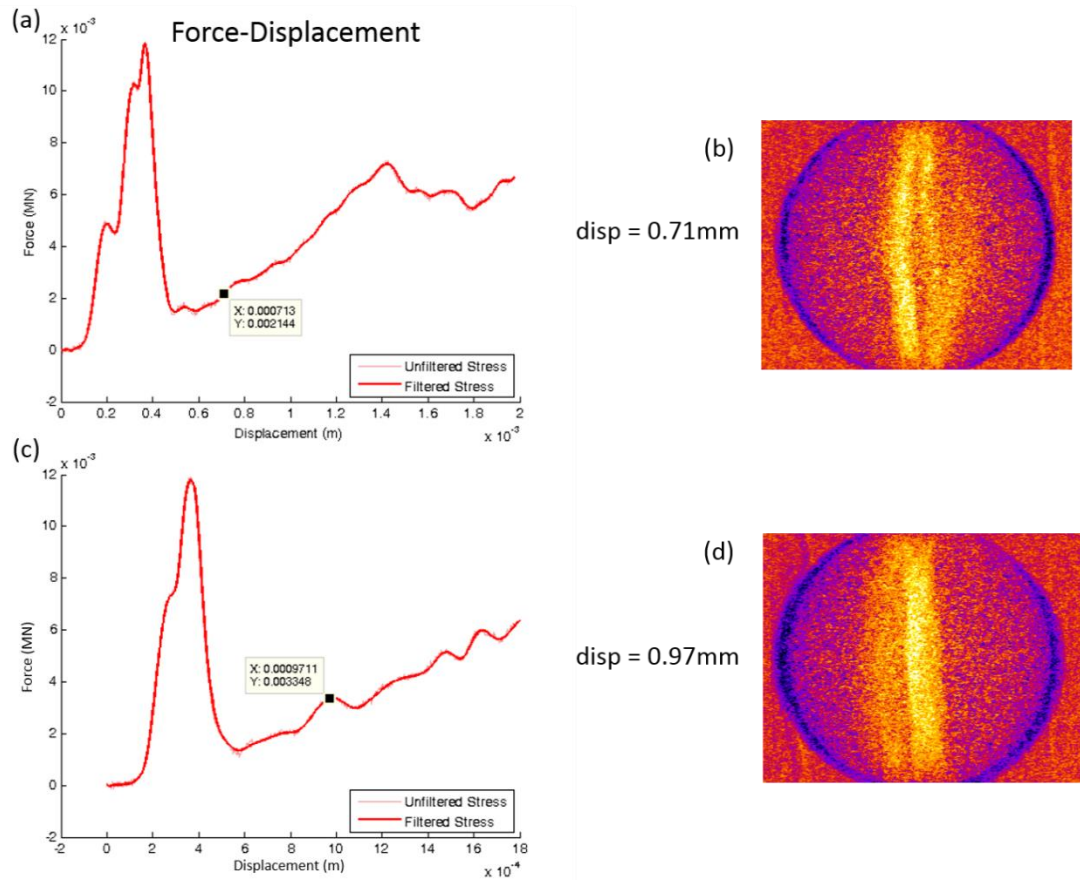 (a)
x 10⁻³
Force-Displacement
12
10
8
6
4
2
0
-2
Force (MN)
X: 0.000713
Y: 0.002144
Unfiltered Stress
Filtered Stress
0 0.2 0.4 0.6 0.8 1 1.2 1.4 1.6 1.8 2
Displacement (m)
x 10⁻³
(b)
disp = 0.71mm
(c)
x 10⁻³
12
10
8
6
4
2
0
-2
Force (MN)
X: 0.0009711
Y: 0.003348
Unfiltered Stress
Filtered Stress
-2 0 2 4 6 8 10 12 14 16 18
Displacement (m)
x 10⁻⁴
(d)
disp = 0.97mm